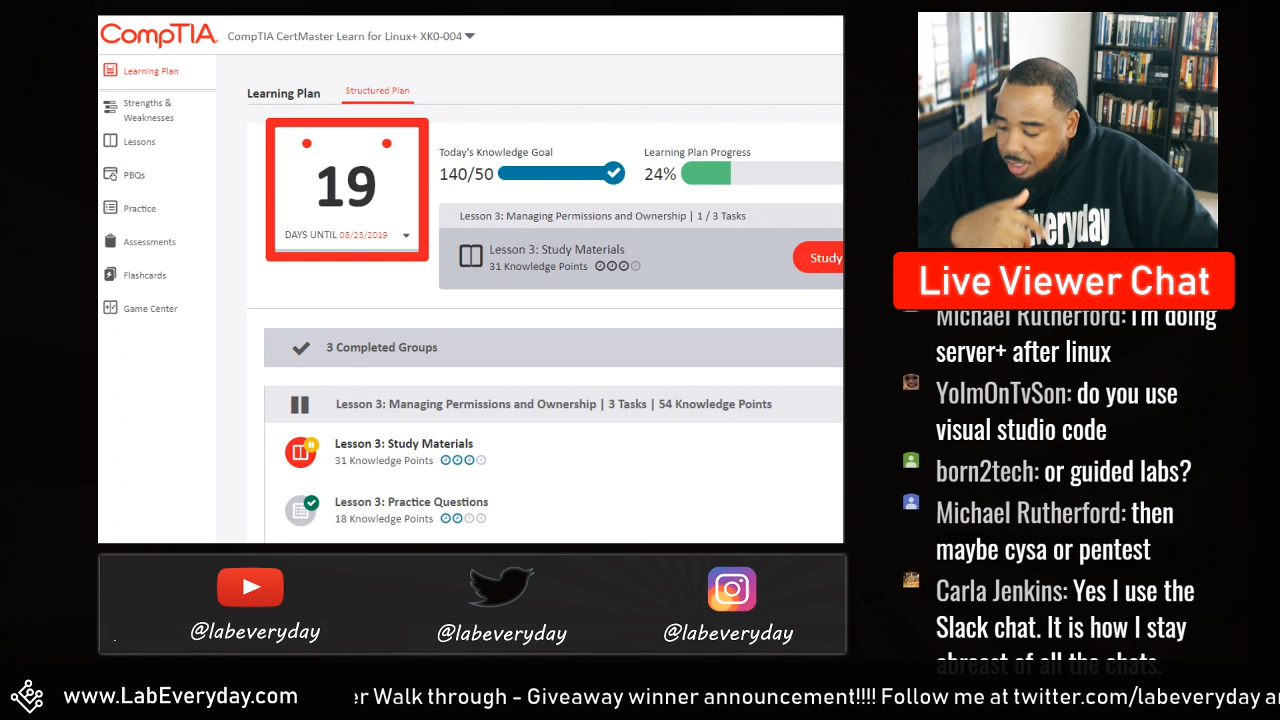 CompTIA.
CompTIA CertMaster Learn for Linux+ XK0-004
Learning Plan
Strengths &
Weaknesses
Lessons
PBQs
Practice
Assessments
Flashcards
Game Center
Learning Plan
Structured Plan
19
DAYS UNTIL 08/23/2019
Today's Knowledge Goal
140/50
Learning Plan Progress
24%
Lesson 3: Managing Permissions and Ownership | 1 / 3 Tasks
Lesson 3: Study Materials
31 Knowledge Points
Study
3 Completed Groups
Lesson 3: Managing Permissions and Ownership | 3 Tasks | 54 Knowledge Points
Lesson 3: Study Materials
31 Knowledge Points
Lesson 3: Practice Questions
18 Knowledge Points
Everyday
Live Viewer Chat
Michael Rutherford: I'm doing
server+ after linux
YoImOnTvSon: do you use
visual studio code
born2tech: or guided labs?
Michael Rutherford: then
maybe cysa or pentest
Carla Jenkins: Yes I use the
Slack chat. It is how I stay
abreast of all the chats.
@labeveryday
@labeveryday
@labeveryday
www.LabEveryday.com
er Walk through - Giveaway winner announcement!!!! Follow me at twitter.com/labeveryday a